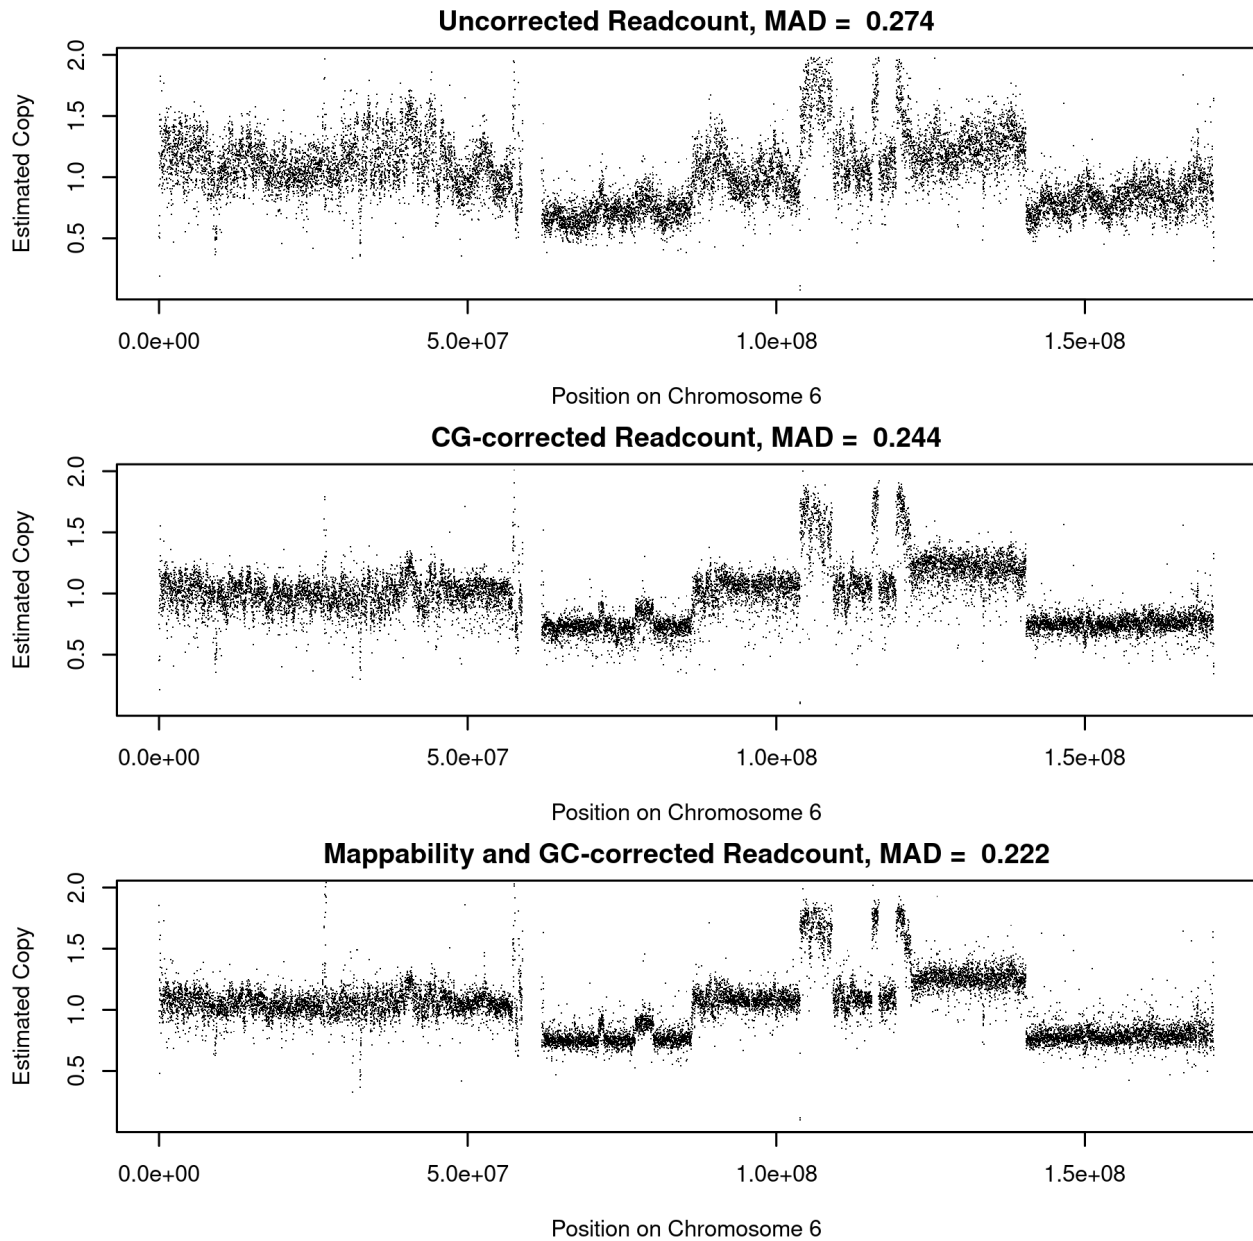 Uncorrected Readcount, MAD =  0.274
Estimated Copy
2.0
1.5
1.0
0.5
0.0e+00 5.0e+07 1.0e+08 1.5e+08
Position on Chromosome 6
CG-corrected Readcount, MAD =  0.244
Estimated Copy
2.0
1.5
1.0
0.5
0.0e+00 5.0e+07 1.0e+08 1.5e+08
Position on Chromosome 6
Mappability and GC-corrected Readcount, MAD =  0.222
Estimated Copy
2.0
1.5
1.0
0.5
0.0e+00 5.0e+07 1.0e+08 1.5e+08
Position on Chromosome 6